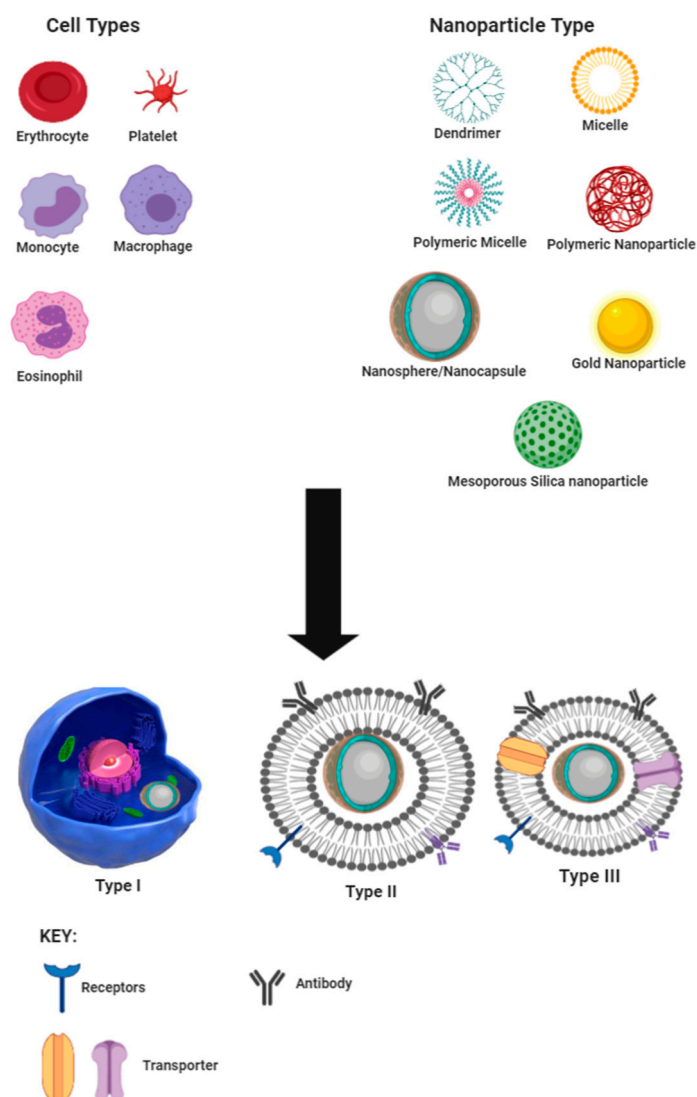 Cell Types
Nanoparticle Type
Erythrocyte
Platelet
Dendrimer
Micelle
Monocyte
Macrophage
Polymeric Micelle
Polymeric Nanoparticle
Eosinophil
Nanosphere/Nanocapsule
Gold Nanoparticle
Mesoporous Silica nanoparticle
Type I
Type II
Type III
KEY:
Receptors
Antibody
Transporter